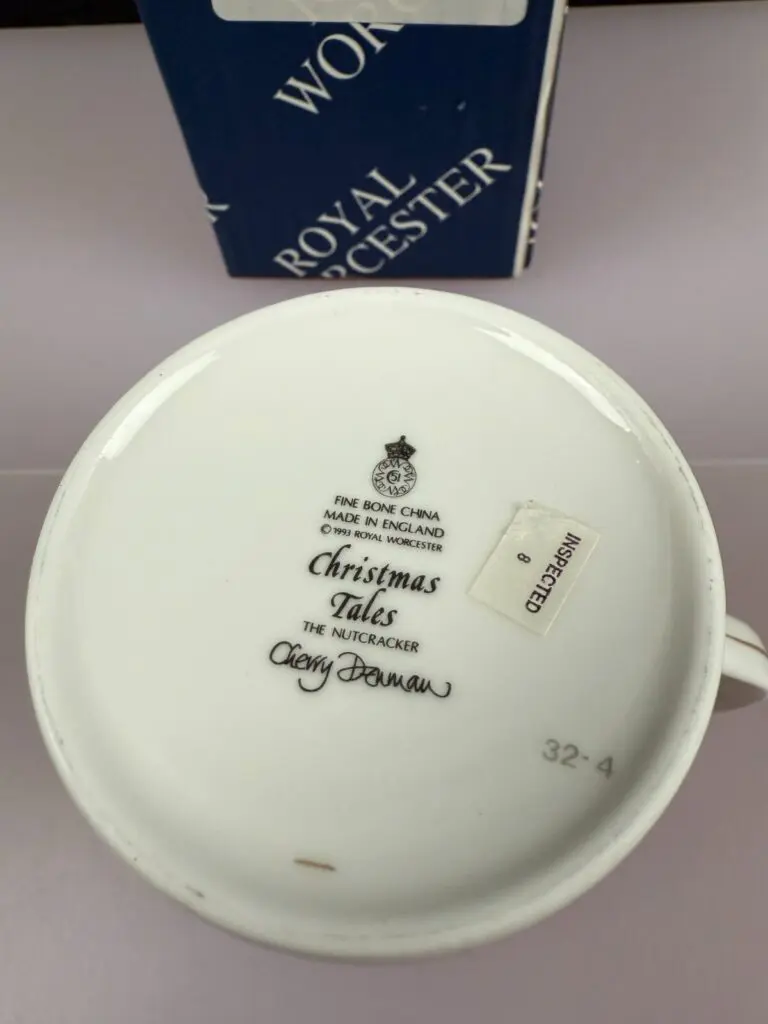 WOR
ROYAL
RCESTER
R
FINE BONE CHINA
MADE IN ENGLAND
© 1993 ROYAL WORCESTER
Christmas
Tales
THE NUTCRACKER
Cherry Denman
INSPECTED
8
32-4